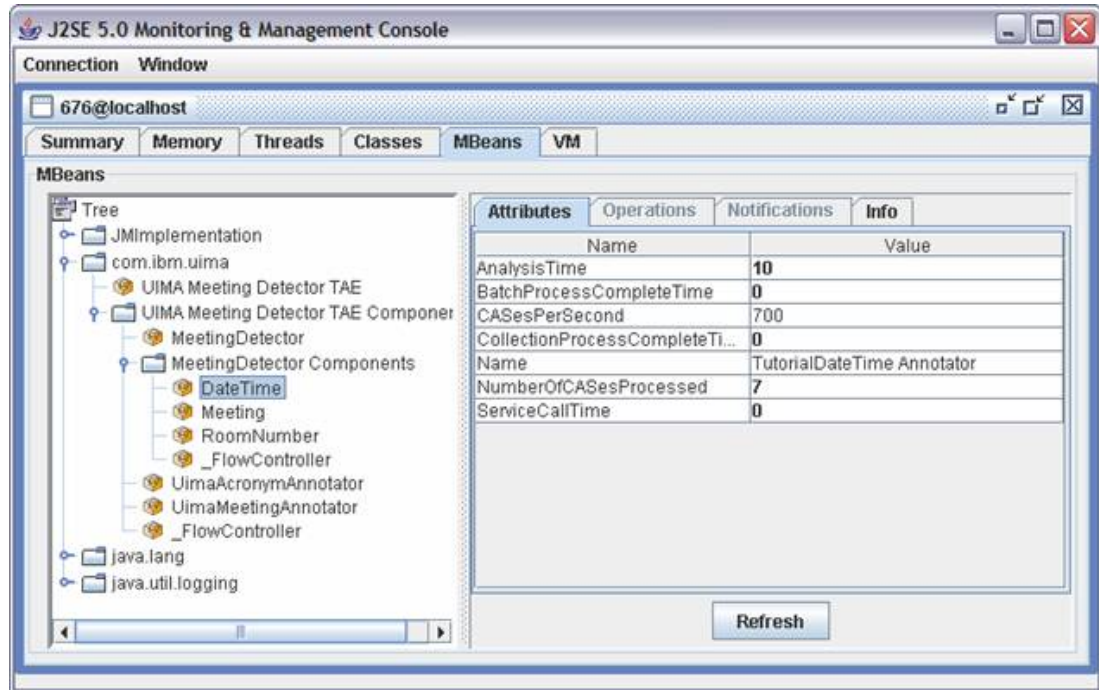 J2SE 5.0 Monitoring & Management Console
Connection Window
676@localhost
Summary Memory Threads Classes MBeans VM
MBeans
Tree
JMImplementation
com.ibm.uima
UIMA Meeting Detector TAE
UIMA Meeting Detector TAE Componer
MeetingDetector
MeetingDetector Components
DateTime
Meeting
RoomNumber
_FlowController
UimaAcronymAnnotator
UimaMeetingAnnotator
_FlowController
java.lang
java.util.logging
Attributes Operations Notifications Info
Name Value
AnalysisTime 10
BatchProcessCompleteTime 0
CASesPerSecond 700
CollectionProcessCompleteTi... 0
Name TutorialDateTime Annotator
NumberOfCASesProcessed 7
ServiceCallTime 0
Refresh